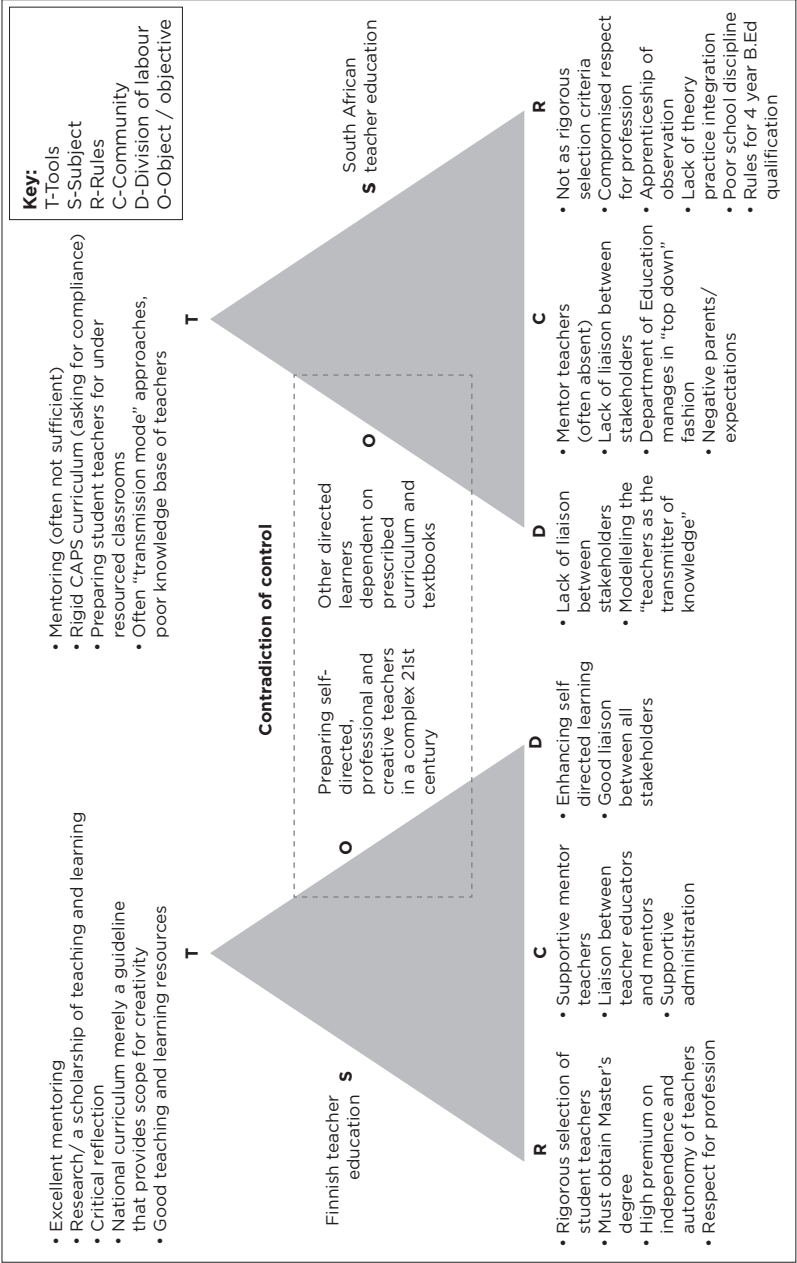 Key:
T-Tools
S-Subject
R-Rules
C-Community
D-Division of labour
O-Object / objective
• Excellent mentoring
• Research/ a scholarship of teaching and learning
• Critical reflection
• National curriculum merely a guideline
that provides scope for creativity
• Good teaching and learning resources
• Mentoring (often not sufficient)
• Rigid CAPS curriculum (asking for compliance)
• Preparing student teachers for under
resourced classrooms
• Often “transmission mode” approaches,
poor knowledge base of teachers
T
T
Contradiction of control
Finnish teacher
education
S
O
Preparing self-
directed,
professional and
creative teachers
in a complex 21st
century
Other directed
learners
dependent on
prescribed
curriculum and
textbooks
O
S
South African
teacher education
R
• Rigorous selection of
student teachers
• Must obtain Master’s
degree
• High premium on
independence and
autonomy of teachers
• Respect for profession
C
• Supportive mentor
teachers
• Liaison between
teacher educators
and mentors
• Supportive
administration
D
• Enhancing self
directed learning
• Good liaison
between all
stakeholders
D
• Lack of liaison
between
stakeholders
• Modelleling the
“teachers as the
transmitter of
knowledge”
C
• Mentor teachers
(often absent)
• Lack of liaison between
stakeholders
• Department of Education
manages in “top down”
fashion
• Negative parents/
expectations
R
• Not as rigorous
selection criteria
• Compromised respect
for profession
• Apprenticeship of
observation
• Lack of theory
practice integration
• Poor school discipline
• Rules for 4 year B.Ed
qualification